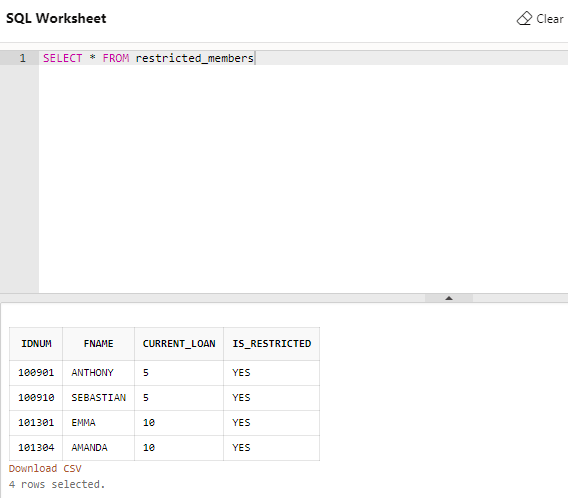 SQL Worksheet
Clear
1 SELECT * FROM restricted_members
IDNUM FNAME CURRENT_LOAN IS_RESTRICTED
100901 ANTHONY 5 YES
100910 SEBASTIAN 5 YES
101301 EMMA 10 YES
101304 AMANDA 10 YES
Download CSV
4 rows selected.